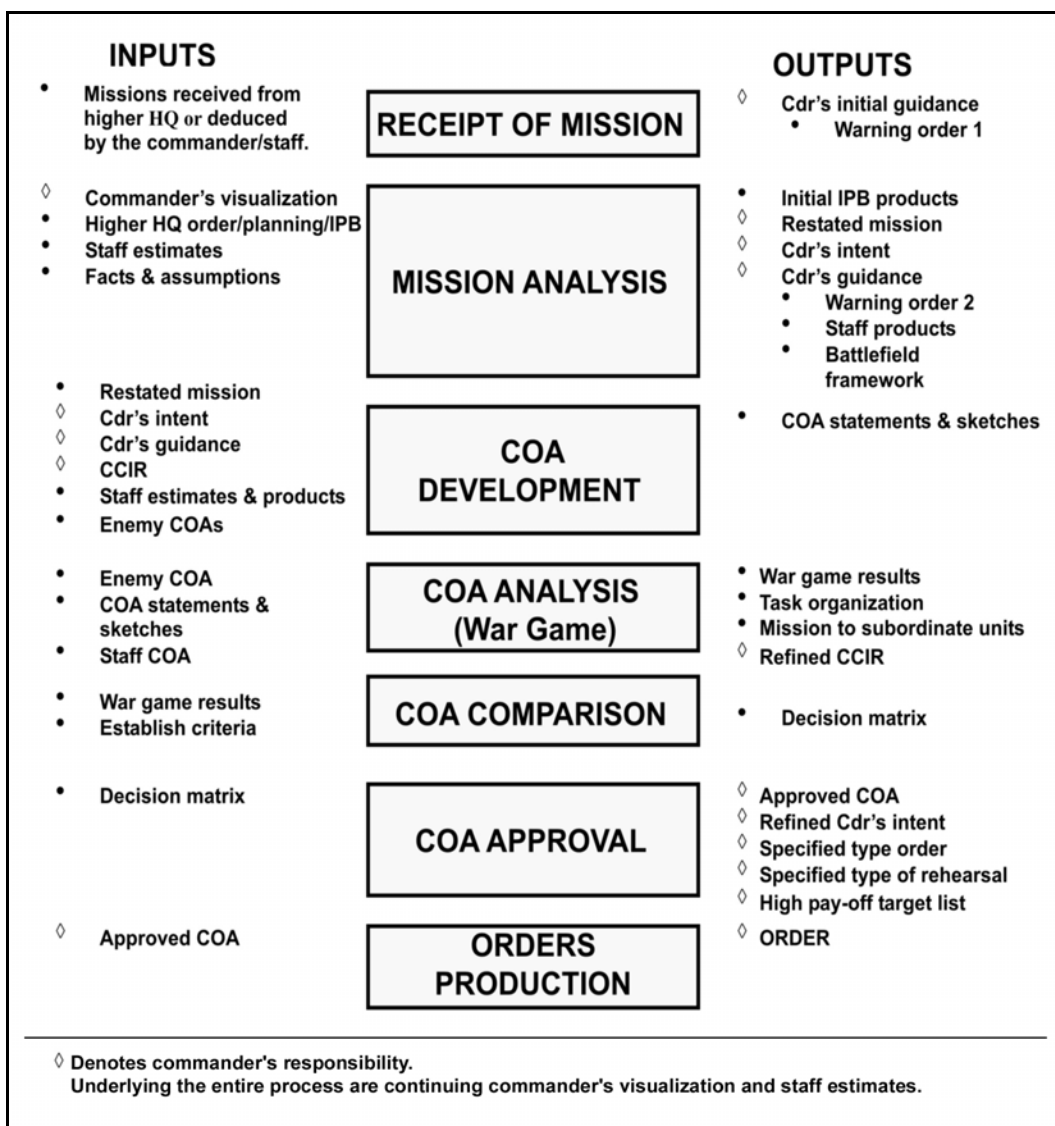 INPUTS
• Missions received from
higher HQ or deduced
by the commander/staff.
RECEIPT OF MISSION
OUTPUTS
◊ Cdr's initial guidance
• Warning order 1
◊ Commander's visualization
• Higher HQ order/planning/IPB
• Staff estimates
• Facts & assumptions
MISSION ANALYSIS
• Initial IPB products
◊ Restated mission
◊ Cdr's intent
◊ Cdr's guidance
• Warning order 2
• Staff products
• Battlefield
framework
• Restated mission
◊ Cdr's intent
◊ Cdr's guidance
◊ CCIR
• Staff estimates & products
• Enemy COAs
COA
DEVELOPMENT
• COA statements & sketches
• Enemy COA
• COA statements &
sketches
• Staff COA
COA ANALYSIS
(War Game)
• War game results
• Task organization
• Mission to subordinate units
◊ Refined CCIR
• War game results
• Establish criteria
COA COMPARISON
• Decision matrix
• Decision matrix
COA APPROVAL
◊ Approved COA
◊ Refined Cdr's intent
◊ Specified type order
◊ Specified type of rehearsal
◊ High pay-off target list
◊ Approved COA
ORDERS
PRODUCTION
◊ ORDER
◊ Denotes commander's responsibility.
Underlying the entire process are continuing commander's visualization and staff estimates.